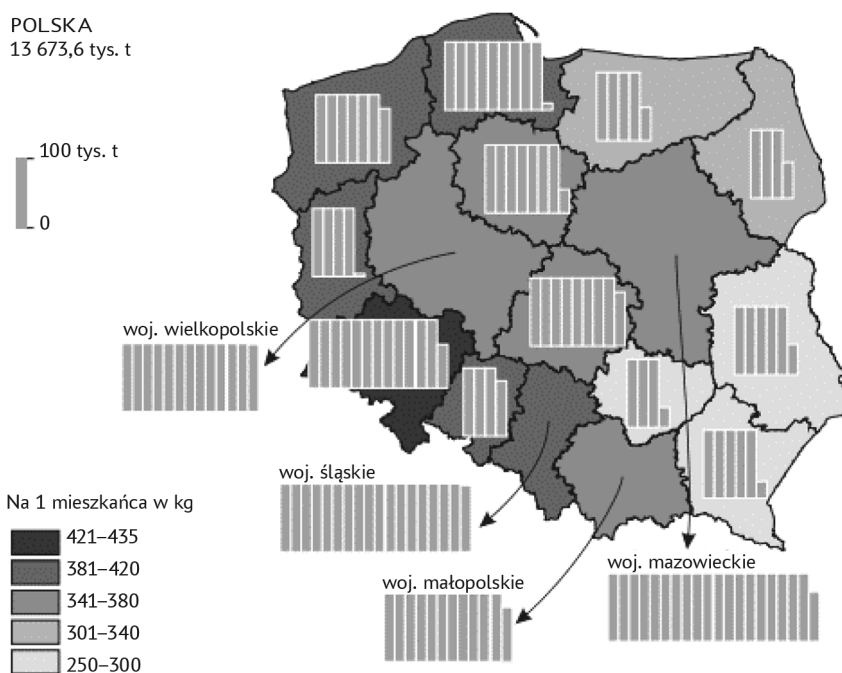 POLSKA
13 673,6 tys. t
100 tys. t
0
woj. wielkopolskie
woj. śląskie
woj. małopolskie
woj. mazowieckie
Na 1 mieszkańca w kg
421–435
381–420
341–380
301–340
250–300